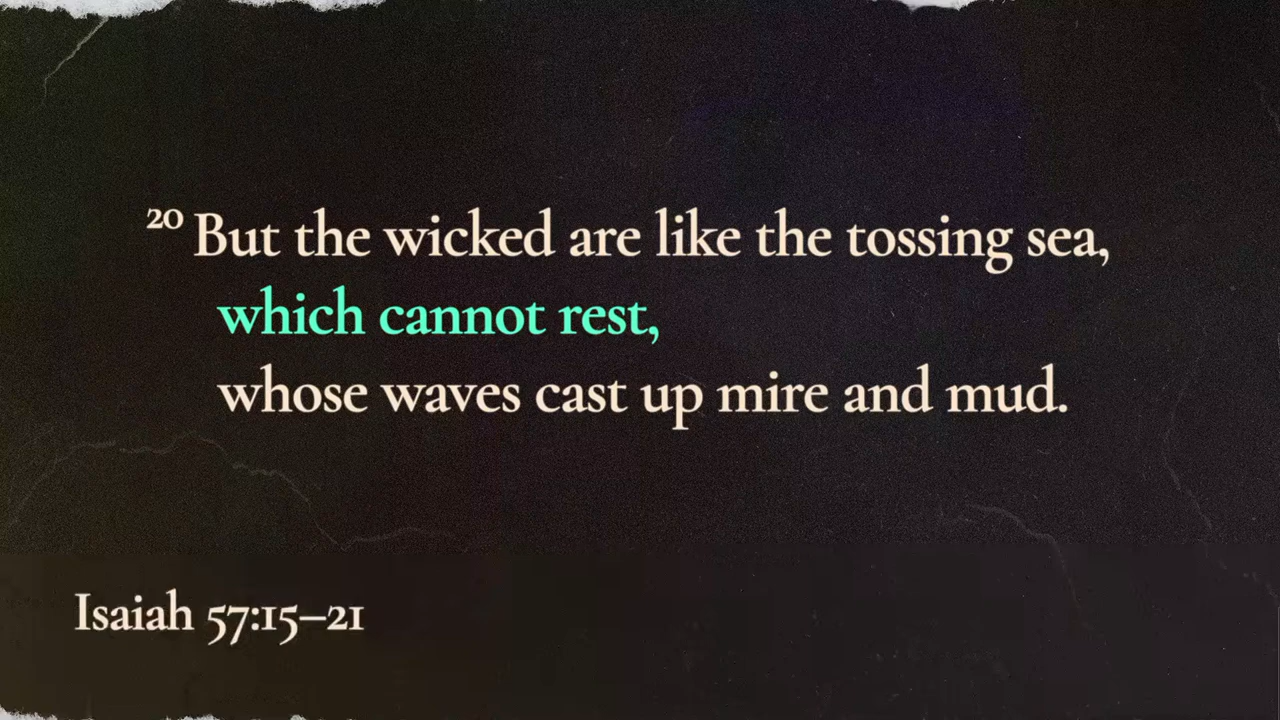 20 But the wicked are like the tossing sea,
which cannot rest,
whose waves cast up mire and mud.
Isaiah 57:15–21